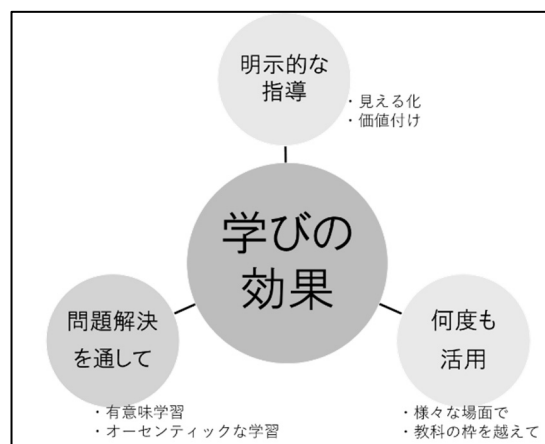 明示的な
指導
・見える化
・価値付け
学びの
効果
問題解決
を通して
・有意味学習
・オーセンティックな学習
何度も
活用
・様々な場面で
・教科の枠を越えて